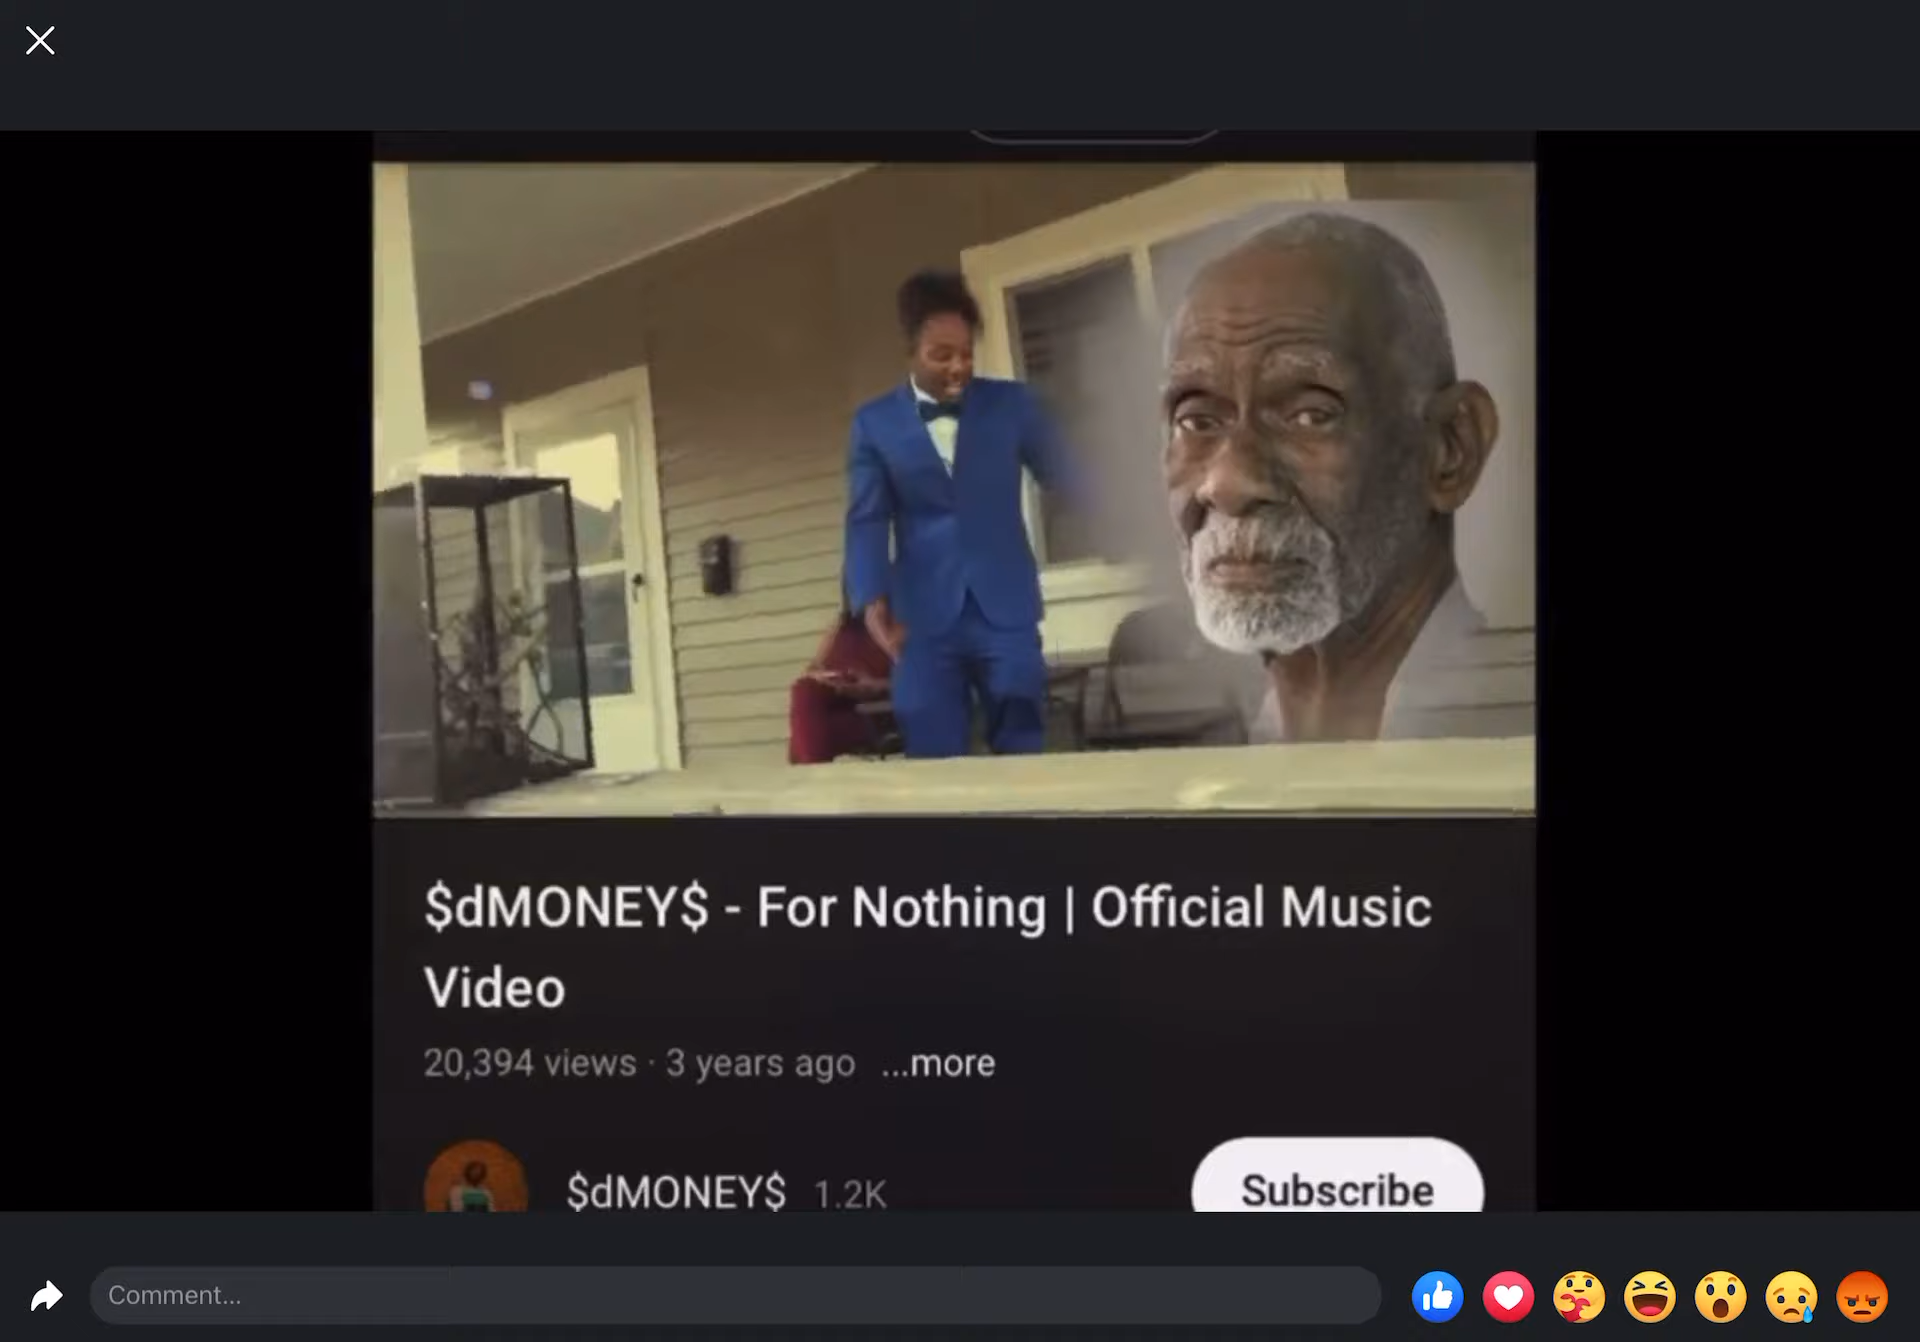 $dMONEY$ - For Nothing | Official Music
Video
20,394 views · 3 years ago ...more
$dMONEY$ 1.2K
Subscribe
Comment...